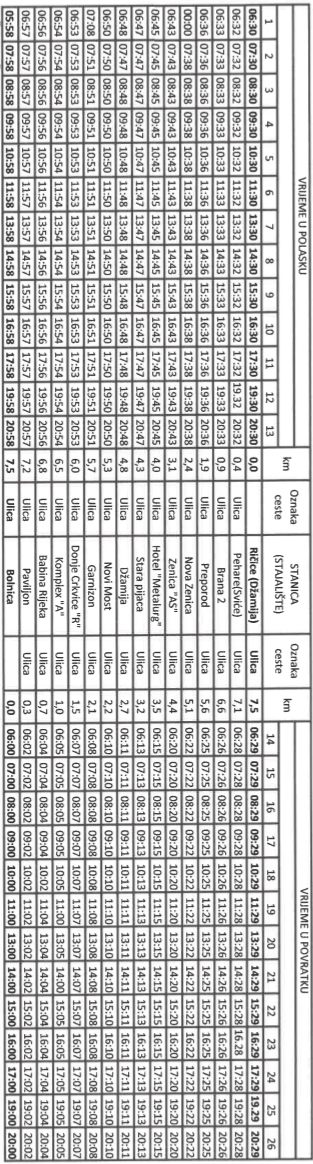 VRIJEME U POLASKU km Oznaka ceste STANICA (STAJALIŠTE) Oznaka ceste km VRIJEME U POVRATKU
1 2 3 4 5 6 7 8 9 10 11 12 13 14 15 16 17 18 19 20 21 22 23 24 25 26
06:30 07:30 08:30 09:30 10:30 11:30 13:30 14:30 15:30 16:30 17:30 19:30 20:30 0,0 Ulica Ričice (Džamija) Ulica 7,5 06:29 07:29 08:29 09:29 10:29 11:29 13:29 14:29 15:29 16:29 17:29 19.29 20:29
06:32 07:32 08:32 09:32 10:32 11:32 13:32 14:32 15:32 16:32 17:32 19.32 20:32 0,4 Ulica Pehare(Sviće) Ulica 7,1 06:28 07:28 08:28 09:28 10:28 11:28 13:28 14:28 15:28 16.28 17:28 19:28 20:28
06:33 07:33 08:33 09:33 10:33 11:33 13:33 14:33 15:33 16:33 17:33 19:33 20:33 0,9 Ulica Brana 2 Ulica 6,6 06:26 07:26 08:26 09:26 10:26 11:26 13:26 14:26 15:26 16:26 17:26 19:26 20:26
06:36 07:36 08:36 09:36 10:36 11:36 13:36 14:36 15:36 16:36 17:36 19:36 20:36 1,9 Ulica Preporod Ulica 5,6 06:25 07:25 08:25 09:25 10:25 11:25 13:25 14:25 15:25 16:25 17:25 19:25 20:25
00:00 07:38 08:38 09:38 10:38 11:38 13:38 14:38 15:38 16:38 17:38 19:38 20:38 2,4 Ulica Nova Zenica Ulica 5,1 06:22 07:22 08:22 09:22 10:22 11:22 13:22 14:22 15:22 16:22 17:22 19:22 20:22
06:43 07:43 08:43 09:43 10:43 11:43 13:43 14:43 15:43 16:43 17:43 19:43 20:43 3,1 Ulica Zenica "AS" Ulica 4,4 06:20 07:20 08:20 09:20 10:20 11:20 13:20 14:20 15:20 16:20 17:20 19:20 20:20
06:45 07:45 08:45 09:45 10:45 11:45 13:45 14:45 15:45 16:45 17:45 19:45 20:45 4,0 Ulica Hotel "Metalurg" Ulica 3,5 06:15 07:15 08:15 09:15 10:15 11:15 13:15 14:15 15:15 16:15 17:15 19:15 20:15
06:47 07:47 08:47 09:47 10:47 11:47 13:47 14:47 15:47 16:47 17:47 19:47 20:47 4,3 Ulica Stara pijaca Ulica 3,2 06:13 07:13 08:13 09:13 10:13 11:13 13:13 14:13 15:13 16:13 17:13 19:13 20:13
06:48 07:48 08:48 09:48 10:48 11:48 13:48 14:48 15:48 16:48 17:48 19:48 20:48 4,8 Ulica Džamija Ulica 2,7 06:11 07:11 08:11 09:11 10:11 11:11 13:11 14:11 15:11 16:11 17:11 19:11 20:11
06:50 07:50 08:50 09:50 10:50 11:50 13:50 14:50 15:50 16:50 17:50 19:50 20:50 5,3 Ulica Novi Most Ulica 2,2 06:10 07:10 08:10 09:10 10:10 11:10 13:10 14:10 15:10 16:10 17:10 19:10 20:10
07:08 08:51 08:51 09:51 10:51 11:51 13:51 14:51 15:51 16:51 17:51 19:51 20:51 5,7 Ulica Garnizon Ulica 2,1 06:08 07:08 08:08 09:08 10:08 11:08 13:08 14:08 15:08 16:08 17:08 19:08 20:08
06:53 07:53 08:53 09:53 10:53 11:53 13:53 14:53 15:53 16:53 17:53 19:53 20:53 6,0 Ulica Donje Crkvice "R" Ulica 1,5 06:07 07:07 08:07 09:07 10:07 11:07 13:07 14:07 15:07 16:07 17:07 19:07 20:07
06:54 07:54 08:54 09:54 10:54 11:54 13:54 14:54 15:54 16:54 17:54 19:54 20:54 6,5 Ulica Komplex "A" Ulica 1,0 06:05 07:05 08:05 09:05 10:05 11:00 13:05 14:05 15:05 16:05 17:05 19:05 20:05
06:56 07:56 08:56 09:56 10:56 11:56 13:56 14:56 15:56 16:56 17:56 19:56 20:56 6,8 Ulica Babina Rijeka Ulica 0,7 06:04 07:04 08:04 09:04 10:04 11:04 13:04 14:04 15:04 16:04 17:04 19:04 20:04
06:57 07:57 08:57 09:57 10:57 11:57 13:57 14:57 15:57 16:57 17:57 19:57 20:57 7,2 Ulica Paviljon Ulica 0,3 06:02 07:02 08:02 09:02 10:02 11:02 13:02 14:02 15:02 16:02 17:02 19:02 20:02
05:58 07:58 08:58 09:58 10:58 11:58 13:58 14:58 15:58 16:58 17:58 19:58 20:58 7,5 Ulica Bolnica 0,0 06:00 07:00 08:00 09:00 10:00 11:00 13:00 14:00 15:00 16:00 17:00 19:00 20:00